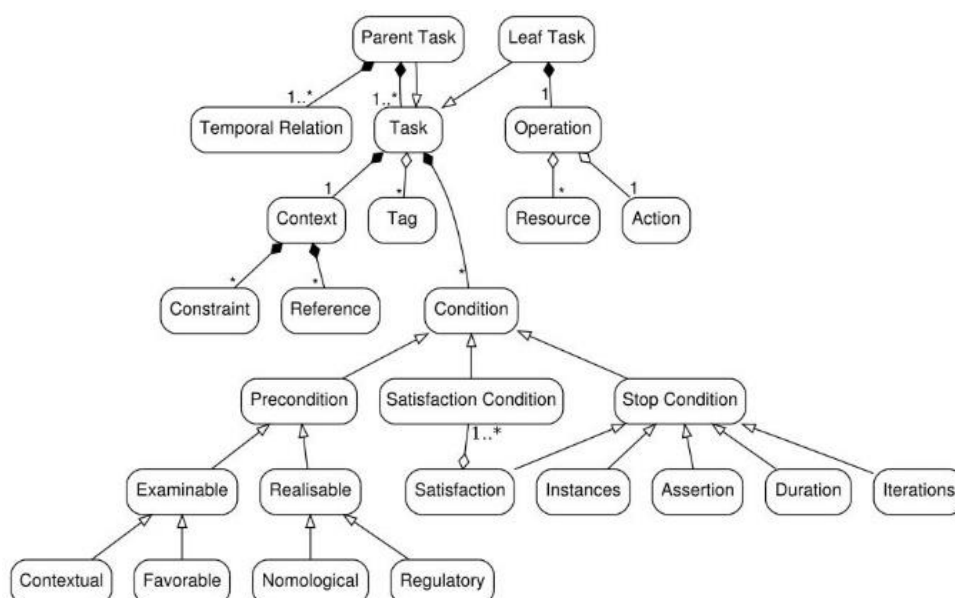 Parent Task
Leaf Task
1..*
1..*
1
Temporal Relation
Task
Operation
1
*
*
1
Context
Tag
Resource
Action
*
*
*
Constraint
Reference
Condition
Precondition
Satisfaction Condition
Stop Condition
1..*
Examinable
Realisable
Satisfaction
Instances
Assertion
Duration
Iterations
Contextual
Favorable
Nomological
Regulatory